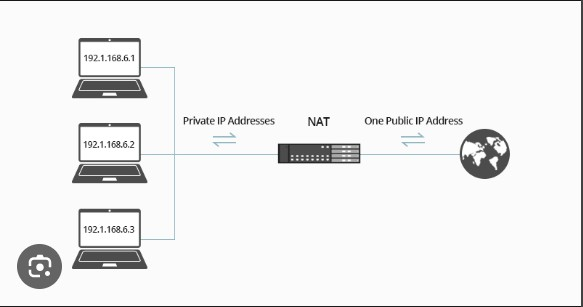 192.1.168.6.1
Private IP Addresses NAT One Public IP Address
192.1.168.6.2
192.1.168.6.3